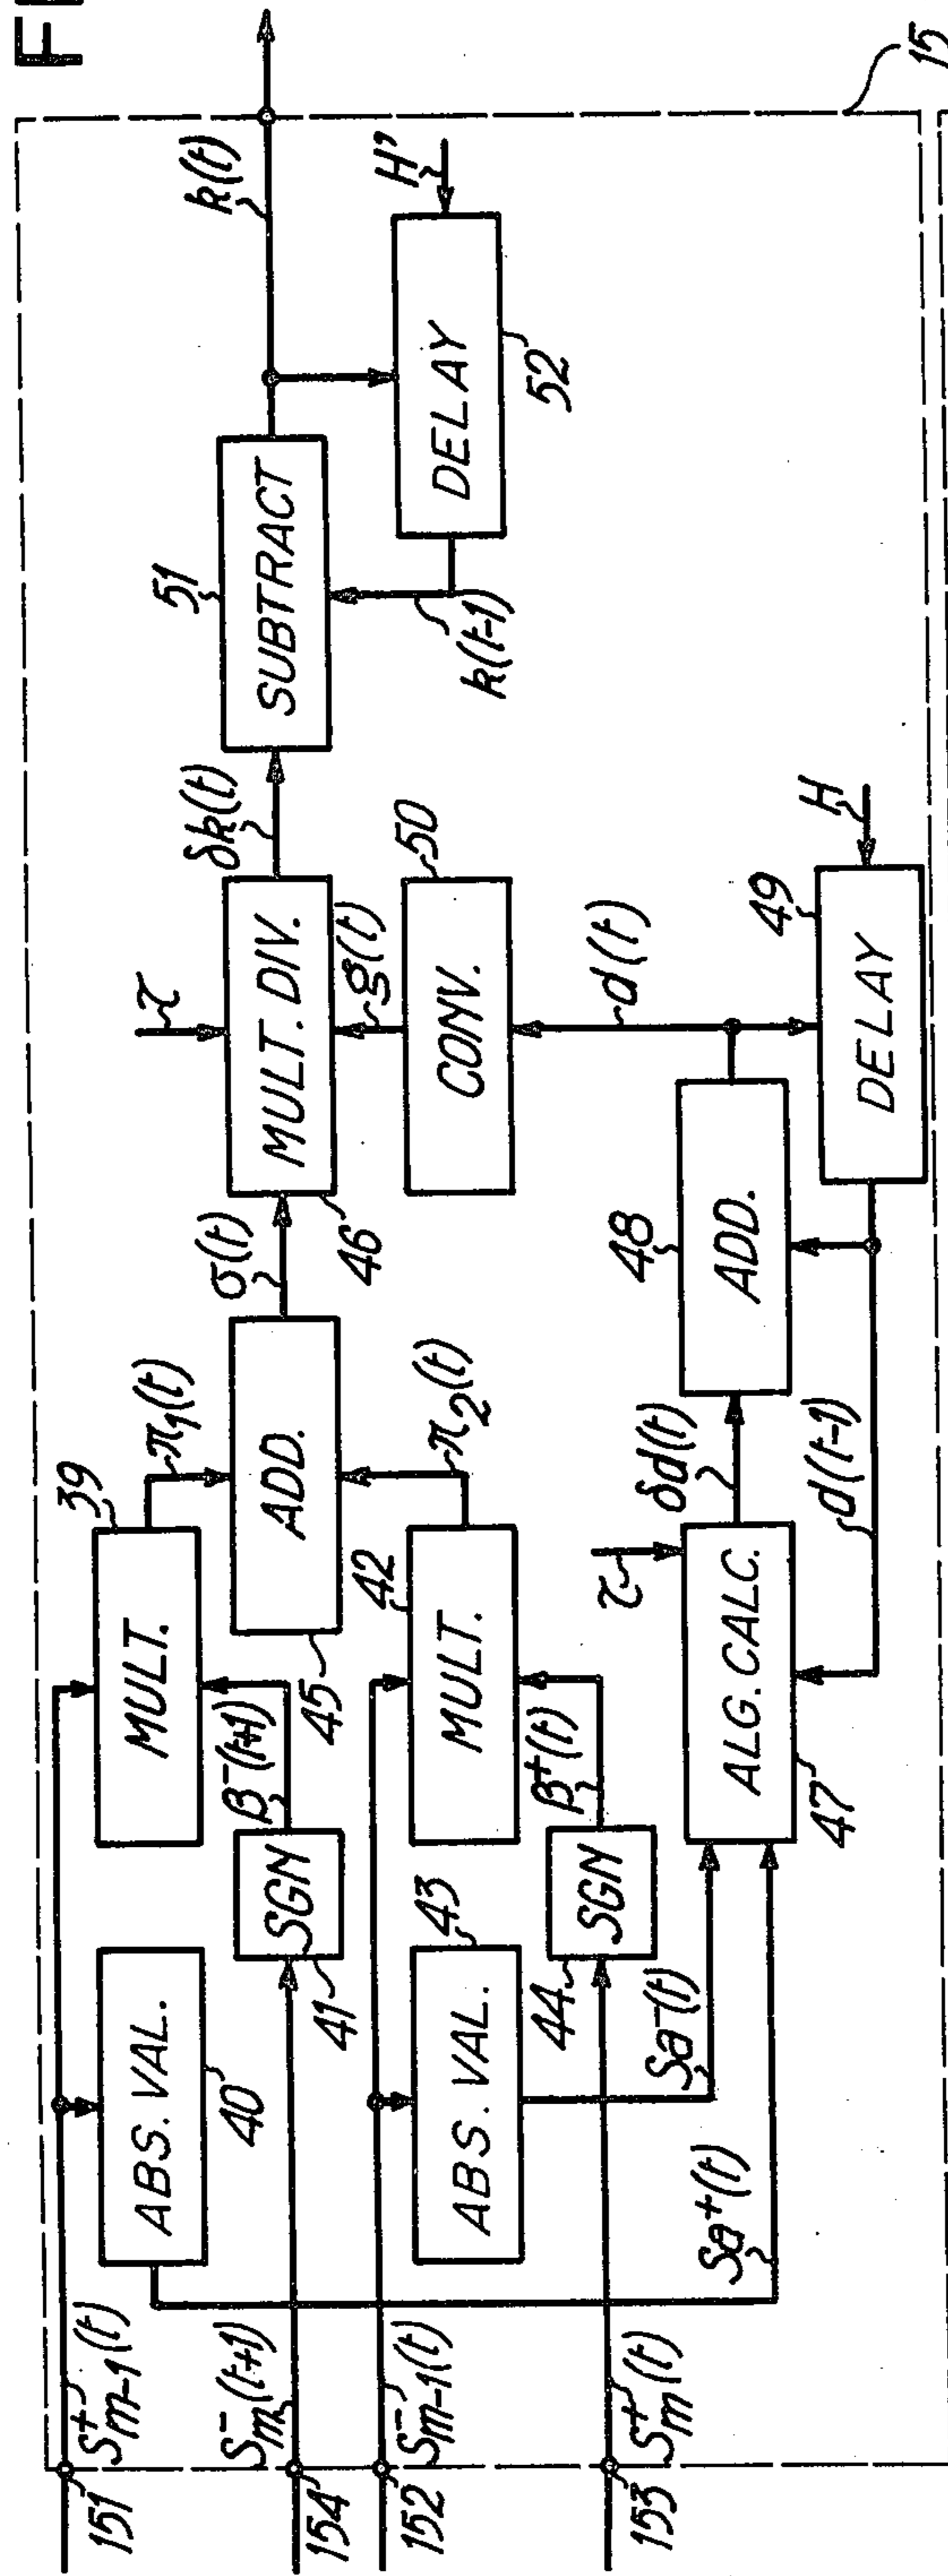 151
S⁺ₘ₋₁(t)
ABS. VAL.
40
MULT.
39
π₁(t)
154
S⁻ₘ(t+1)
SGN
41
β⁻(t+1)
ADD.
45
σ(t)
τ
MULT. DIV.
46
δk(t)
SUBTRACT
51
k(t)
152
S⁻ₘ₋₁(t)
ABS. VAL.
43
MULT.
42
π₂(t)
g(t)
CONV.
50
k(t-1)
DELAY
52
H'
153
S⁺ₘ(t)
SGN
44
β⁺(t)
Sa⁻(t)
Sa⁺(t)
τ
ALG. CALC.
47
δd(t)
ADD.
48
d(t)
d(t-1)
DELAY
49
H
15